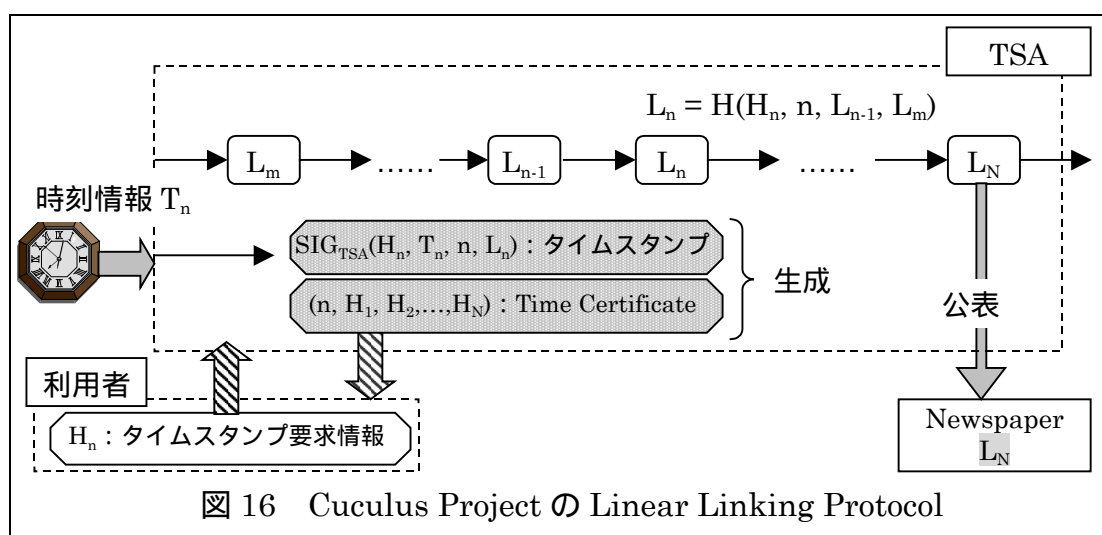 TSA
L_n = H(H_n, n, L_{n-1}, L_m)
L_m …… L_{n-1} L_n …… L_N
時刻情報 T_n
SIG_{TSA}(H_n, T_n, n, L_n)：タイムスタンプ
(n, H_1, H_2,…,H_N)：Time Certificate
生成
公表
利用者
H_n：タイムスタンプ要求情報
Newspaper
L_N
図 16 Cuculus Project の Linear Linking Protocol